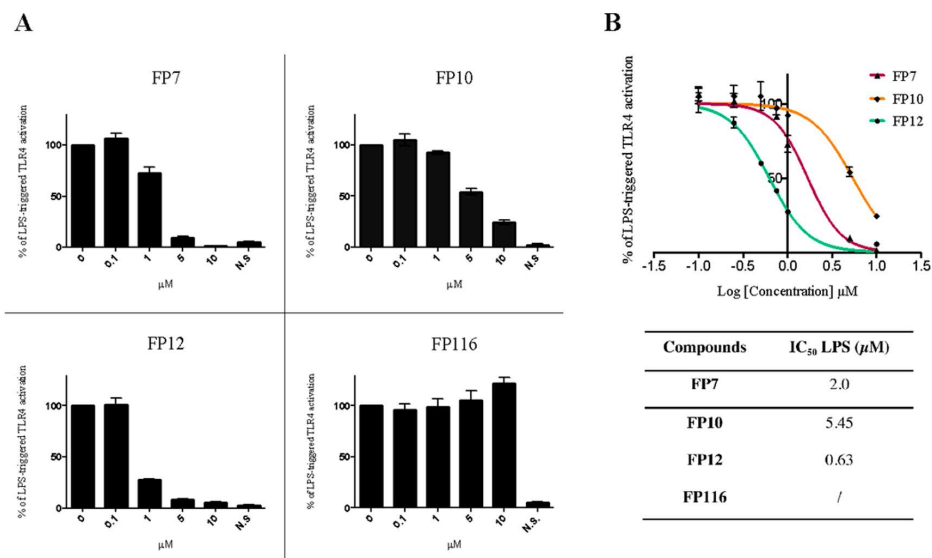 A
B
FP7
% of LPS-triggered TLR4 activation
100
50
0
0 0.1 1 5 10 N.S
µM
FP10
% of LPS-triggered TLR4 activation
100
50
0
0 0.1 1 5 10 N.S
µM
FP12
% of LPS-triggered TLR4 activation
100
50
0
0 0.1 1 5 10 N.S
µM
FP116
% of LPS-triggered TLR4 activation
100
50
0
0 0.1 1 5 10 N.S.
µM
% of LPS-triggered TLR4 activation
100
50
FP7
FP10
FP12
-1.5 -1.0 -0.5 0.0 0.5 1.0 1.5
Log [Concentration] µM
Compounds IC50 LPS (µM)
FP7 2.0
FP10 5.45
FP12 0.63
FP116 /